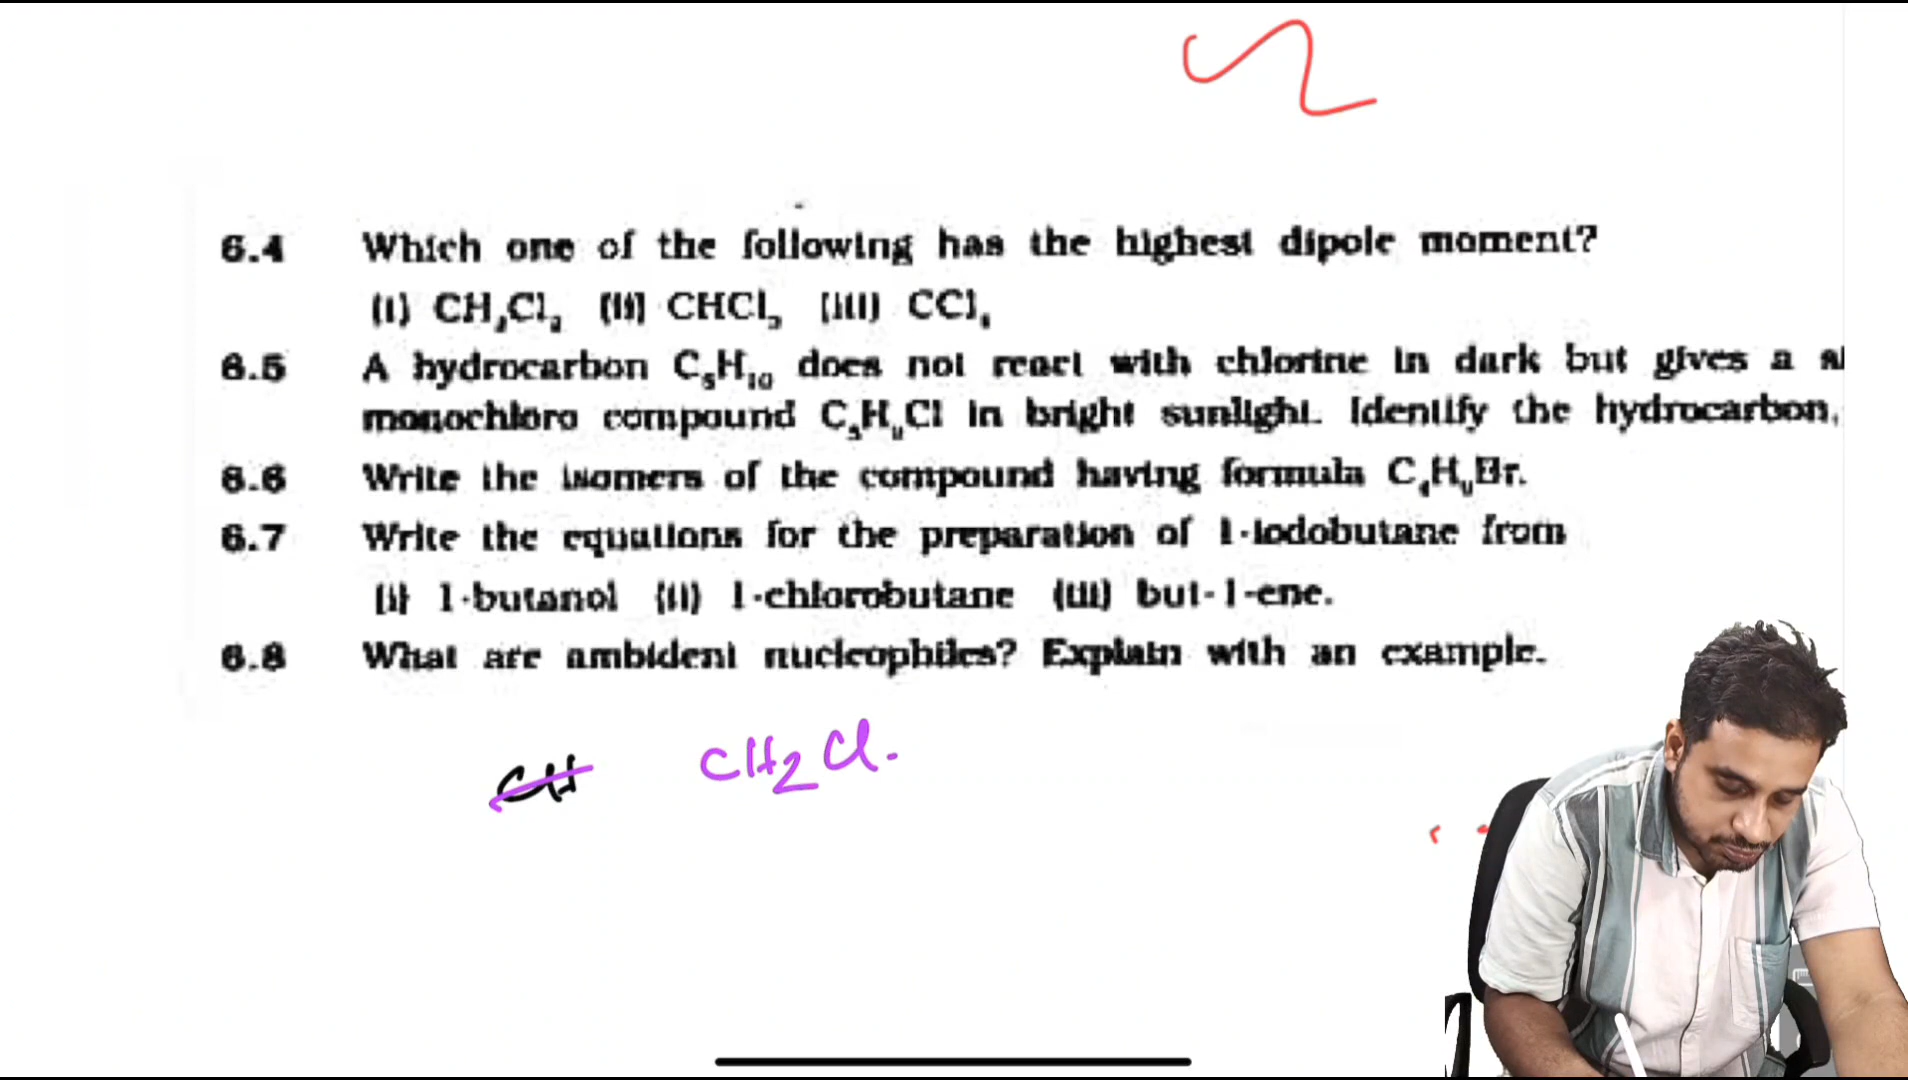 6.4 Which one of the following has the highest dipole moment?
(i) CH₂Cl₂ (ii) CHCl₃ (iii) CCl₄
6.5 A hydrocarbon C₅H₁₀ does not react with chlorine in dark but gives a
monochloro compound C₅H₉Cl in bright sunlight. Identify the hydrocarbon.
6.6 Write the isomers of the compound having formula C₄H₉Br.
6.7 Write the equations for the preparation of 1-iodobutane from
(i) 1-butanol (ii) 1-chlorobutane (iii) but-1-ene.
6.8 What are ambident nucleophiles? Explain with an example.
CH CH2Cl.